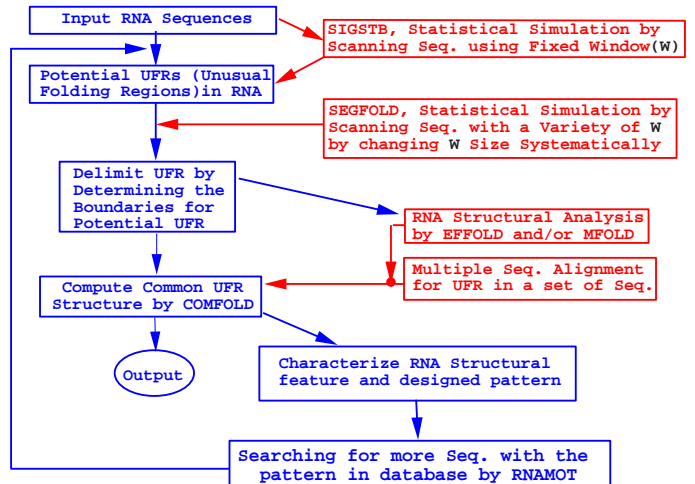 Input RNA Sequences
SIGSTB, Statistical Simulation by
Scanning Seq. using Fixed Window(W)
Potential UFRs (Unusual
Folding Regions)in RNA
SEGFOLD, Statistical Simulation by
Scanning Seq. with a Variety of W
by changing W Size Systematically
Delimit UFR by
Determining the
Boundaries for
Potential UFR
RNA Structural Analysis
by EFFOLD and/or MFOLD
Multiple Seq. Alignment
for UFR in a set of Seq.
Compute Common UFR
Structure by COMFOLD
Output
Characterize RNA Structural
feature and designed pattern
Searching for more Seq. with the
pattern in database by RNAMOT